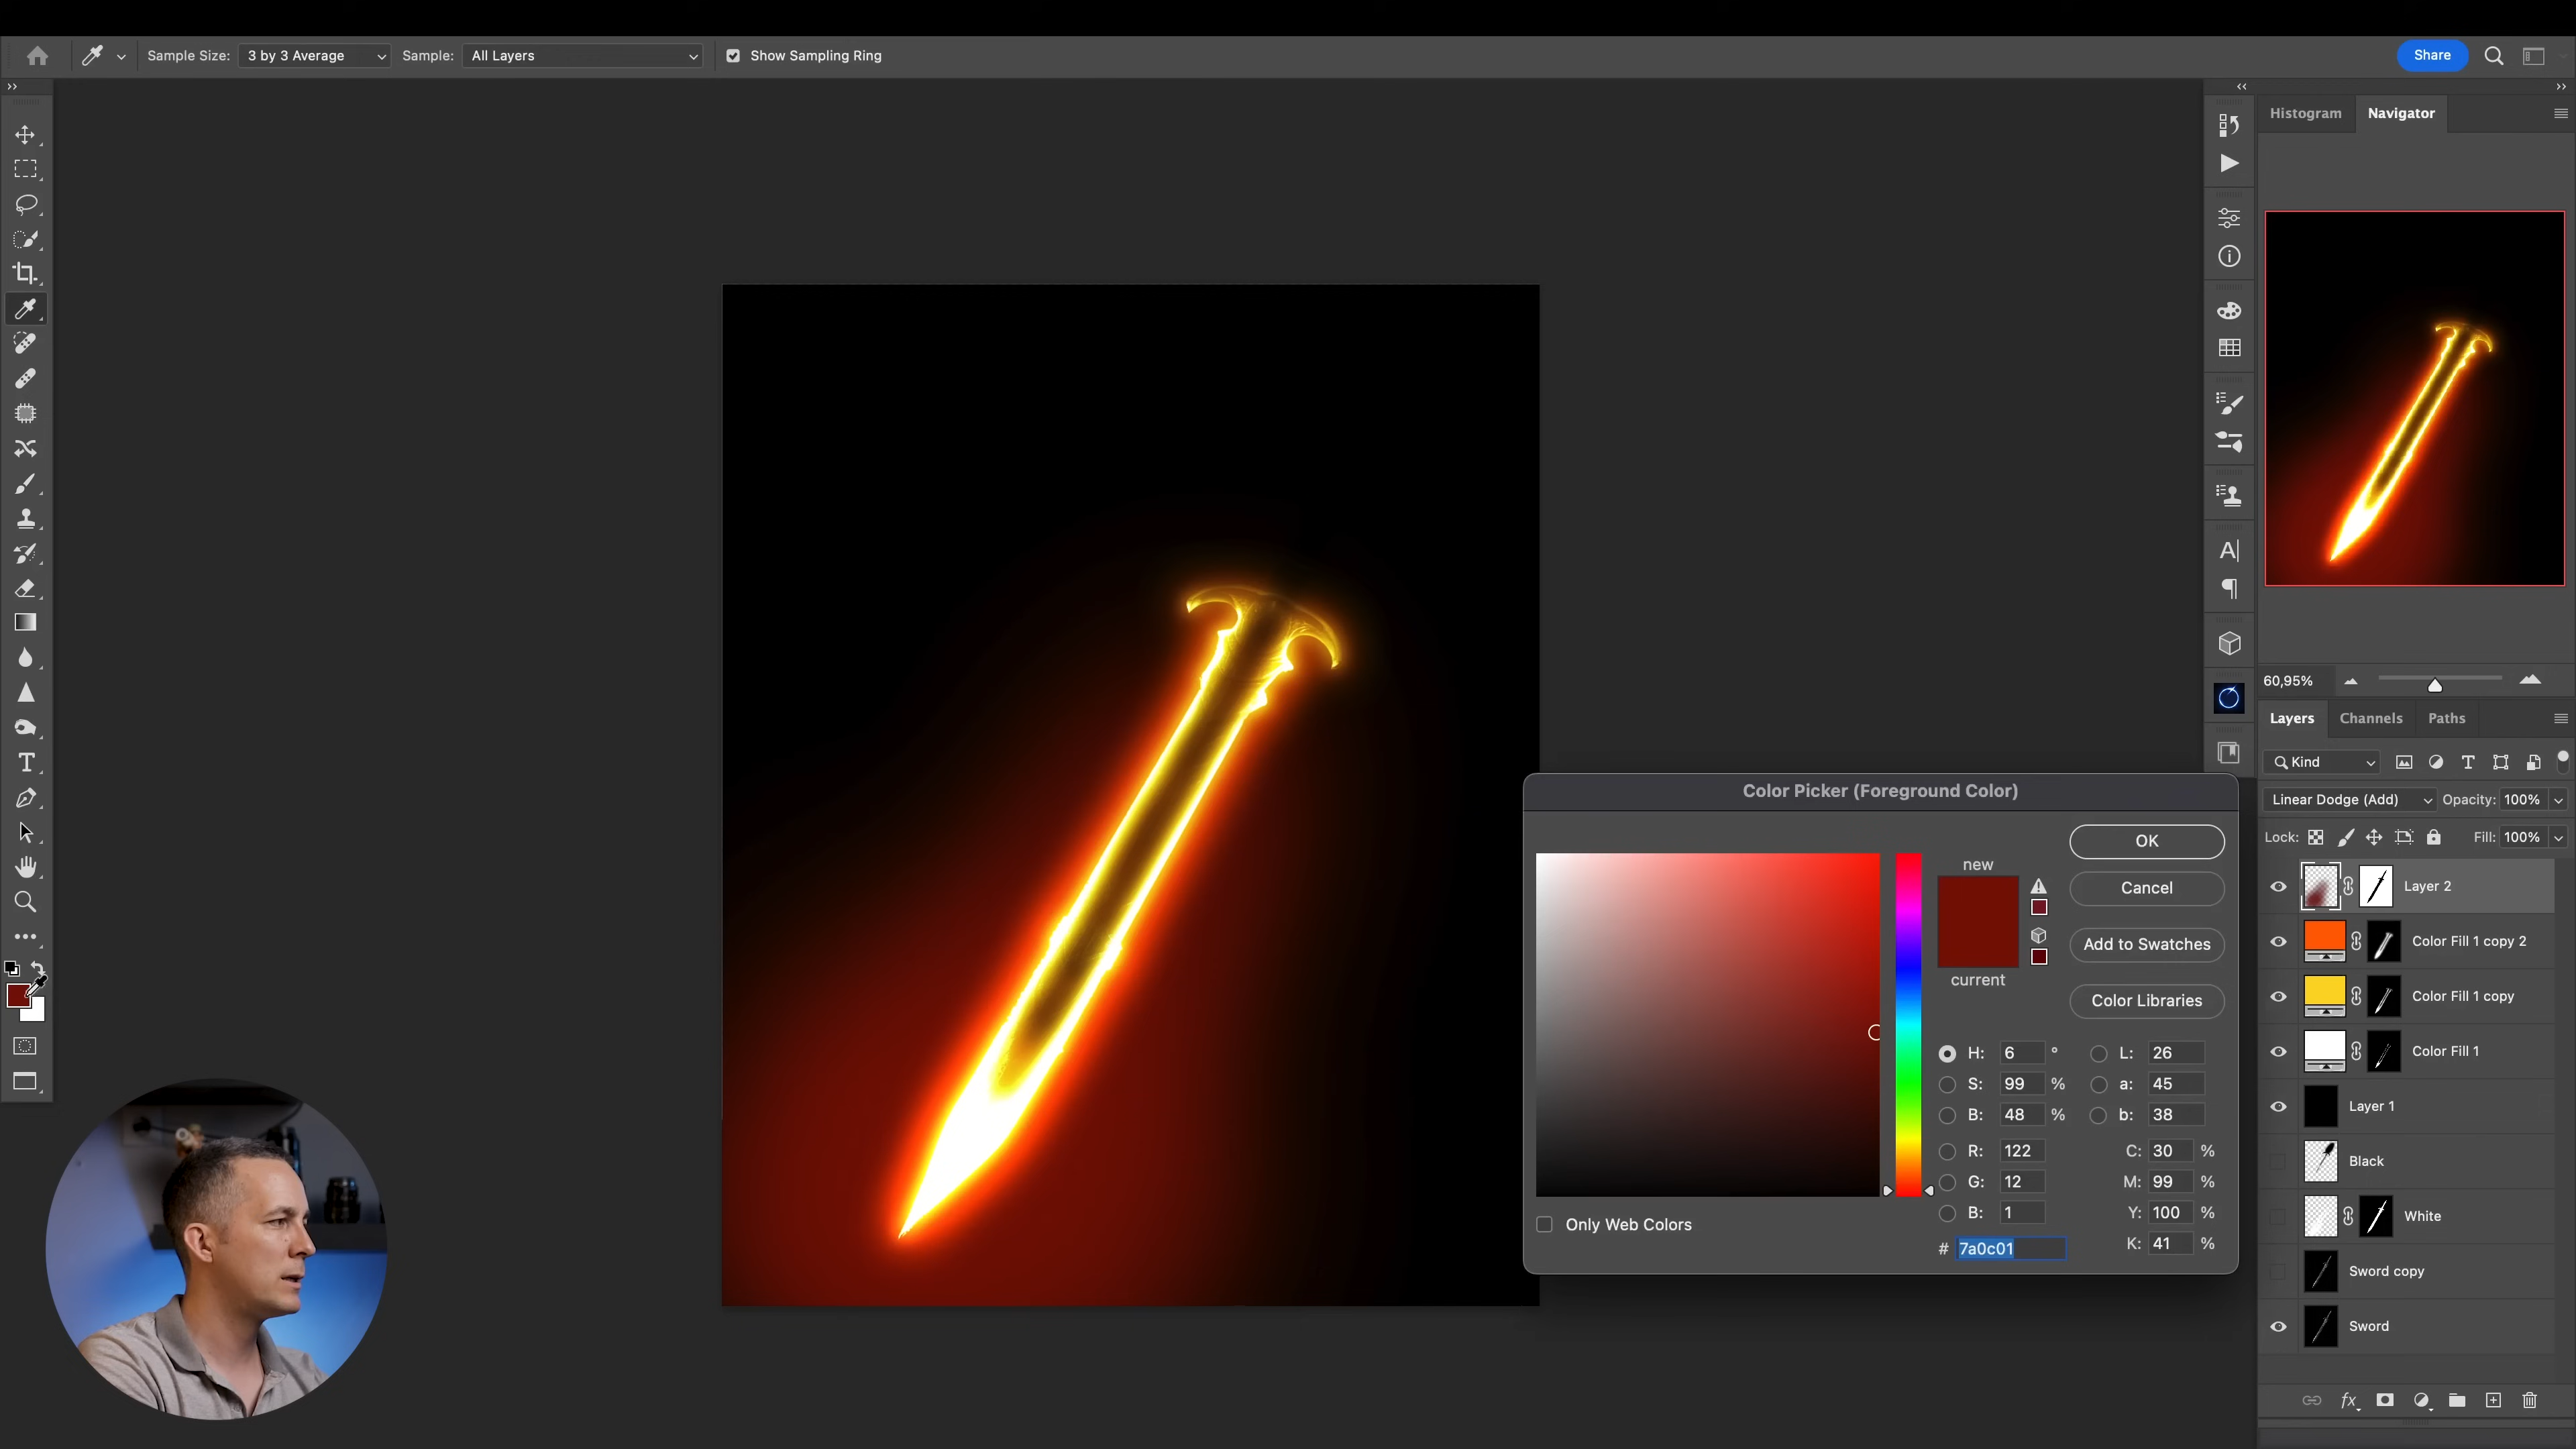 Sample Size: 3 by 3 Average Sample: All Layers Show Sampling Ring Share
Histogram Navigator
60,95%
Layers Channels Paths
Kind
Linear Dodge (Add) Opacity: 100%
Lock: Fill: 100%
Layer 2
Color Fill 1 copy 2
Color Fill 1 copy
Color Fill 1
Layer 1
Black
White
Sword copy
Sword
fx
Color Picker (Foreground Color)
new
current
OK
Cancel
Add to Swatches
Color Libraries
H: 6 ° L: 26
S: 99 % a: 45
B: 48 % b: 38
R: 122 C: 30 %
G: 12 M: 99 %
B: 1 Y: 100 %
# 7a0c01 K: 41 %
Only Web Colors